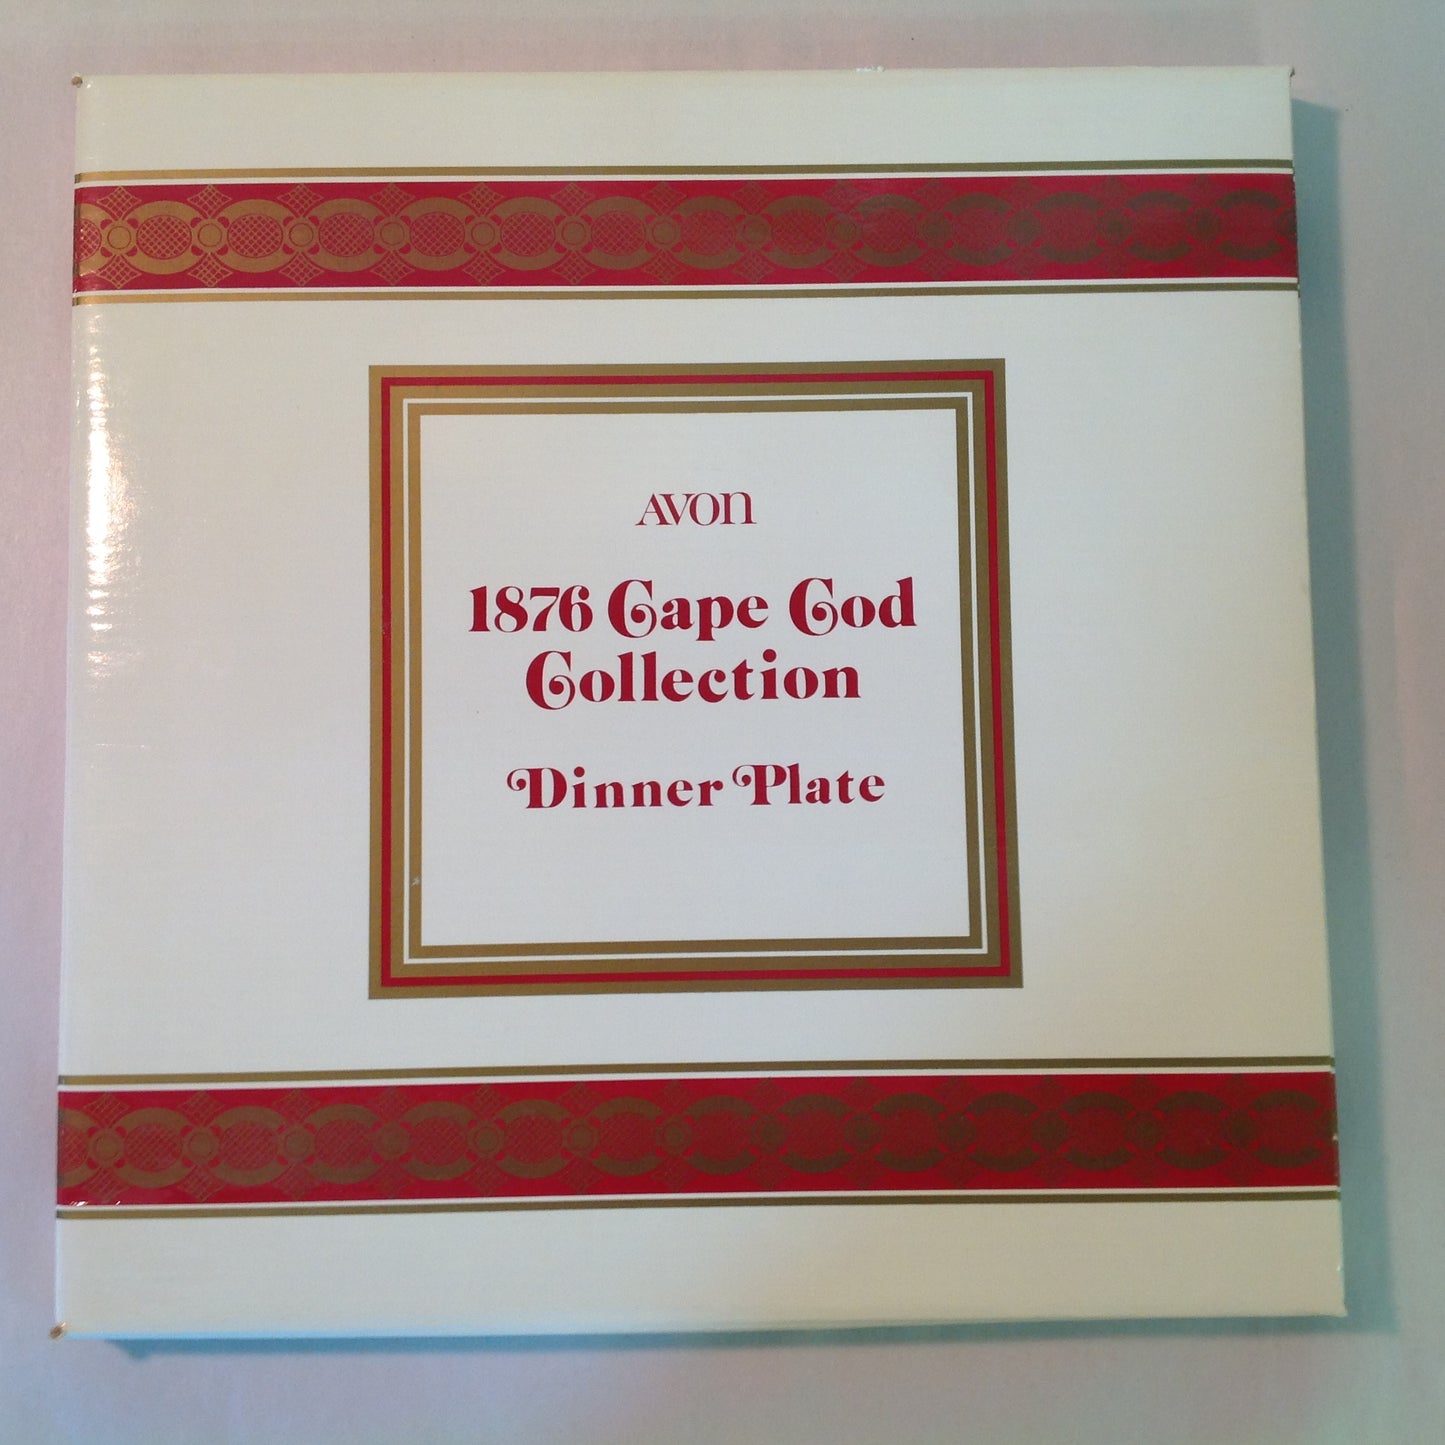 AVON
1876 Cape Cod
Collection
Dinner Plate